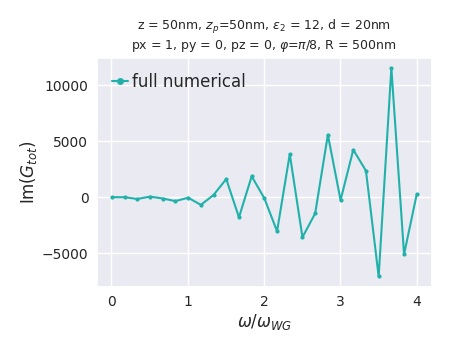 z = 50nm, z_p=50nm, ε_2 = 12, d = 20nm
px = 1, py = 0, pz = 0, φ=π/8, R = 500nm
full numerical
10000
5000
0
−5000
Im(G_tot)
0 1 2 3 4
ω/ω_WG